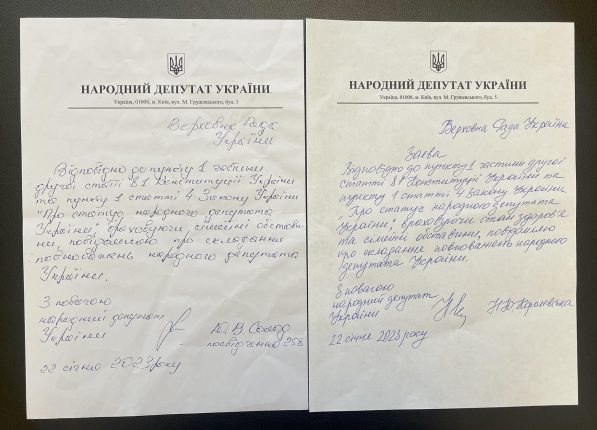 НАРОДНИЙ ДЕПУТАТ УКРАЇНИ
Україна, 01008, м. Київ, вул. М. Грушевського, буд. 5
Верховна Рада
України
Відповідно до пункту 1 частини
другої статті 81 Конституції України
та пункту 1 статті 4 Закону України
"Про статус народного депутата
України", враховуючи сімейні обстави-
ни, повідомляю про складання
повноважень народного депутата
України.
З повагою
народний депутат
України
Ю. В Солод
посвідчення 258
22 січня 2023 року
НАРОДНИЙ ДЕПУТАТ УКРАЇНИ
Україна, 01008, м. Київ, вул. М. Грушевського, буд. 5
Верховна Рада України
Заява
Відповідно до пункту 1 частини другої
статті 81 Конституції України та
пункту 1 статті 4 Закону України
"Про статус народного депутата
України", враховуючи стан здоров'я
та сімейні обставини, повідомляю
про складання повноважень народного
депутата України.
З повагою
народний депутат
України
Н.Ю. Королевська
22 січня 2023 року